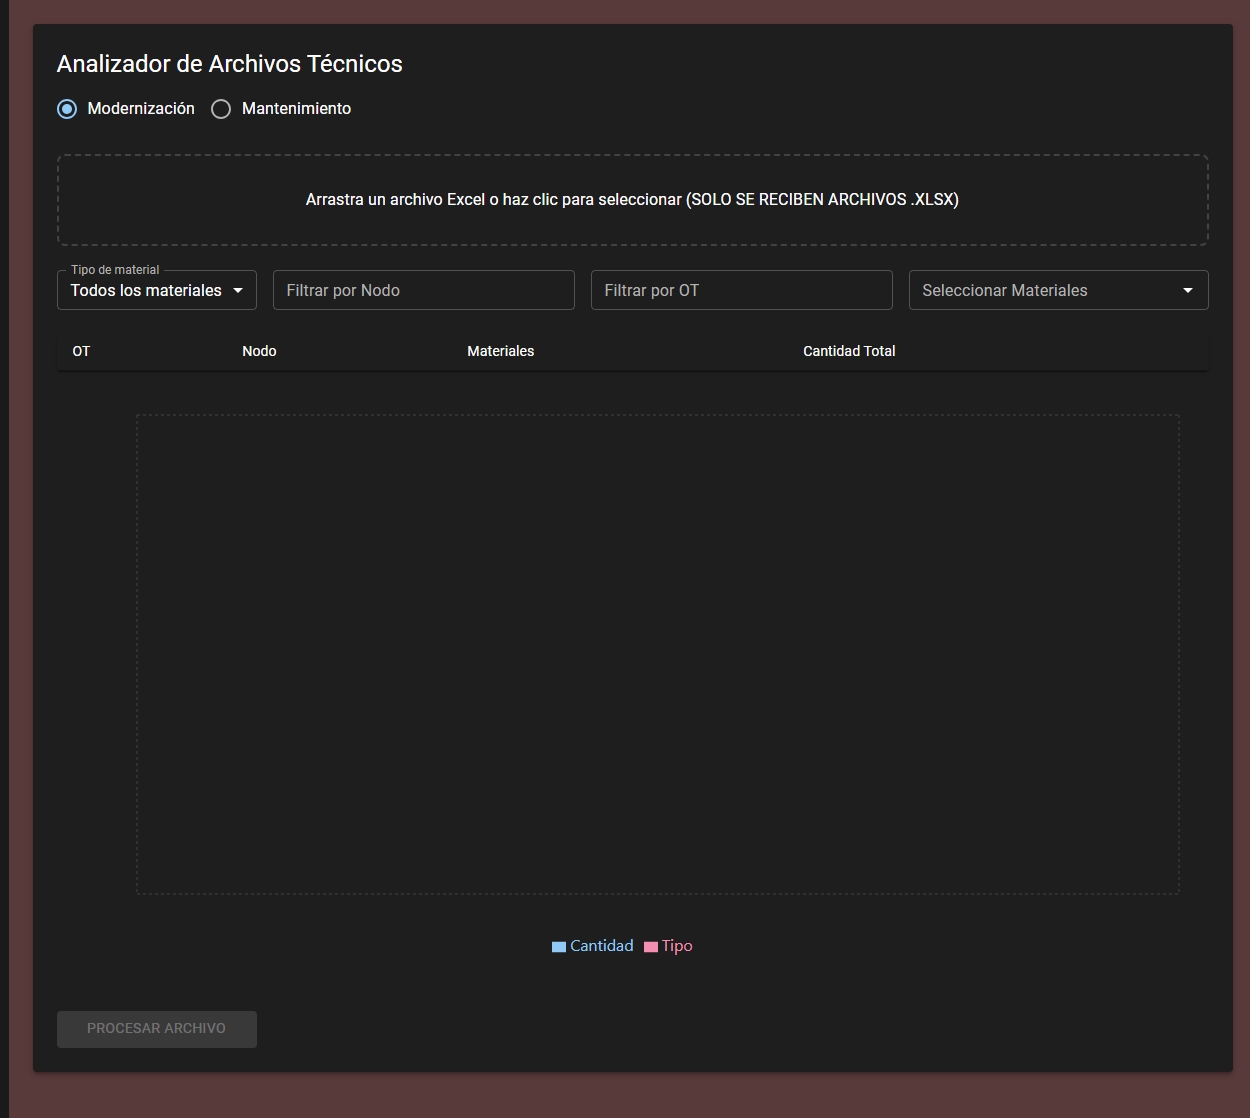 Analizador de Archivos Técnicos
Modernización Mantenimiento
Arrastra un archivo Excel o haz clic para seleccionar (SOLO SE RECIBEN ARCHIVOS .XLSX)
Tipo de material
Todos los materiales Filtrar por Nodo Filtrar por OT Seleccionar Materiales
OT Nodo Materiales Cantidad Total
Cantidad Tipo
PROCESAR ARCHIVO